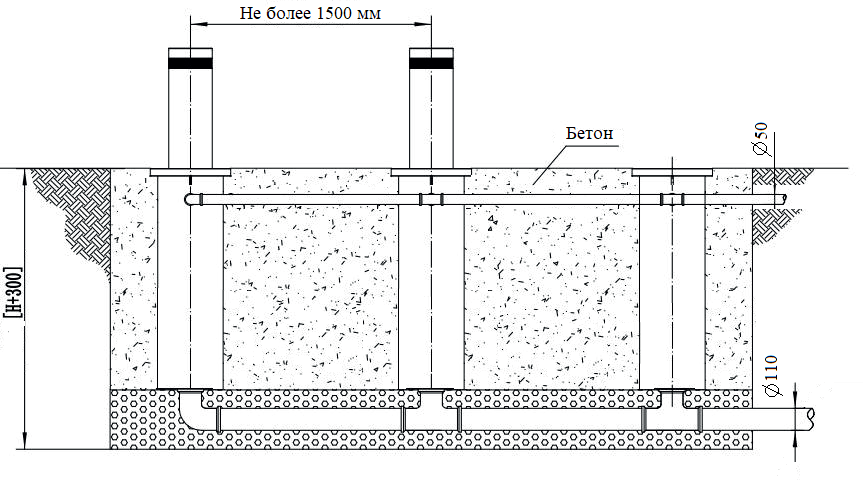 Не более 1500 мм
Бетон
⌀50
[H+300]
⌀110